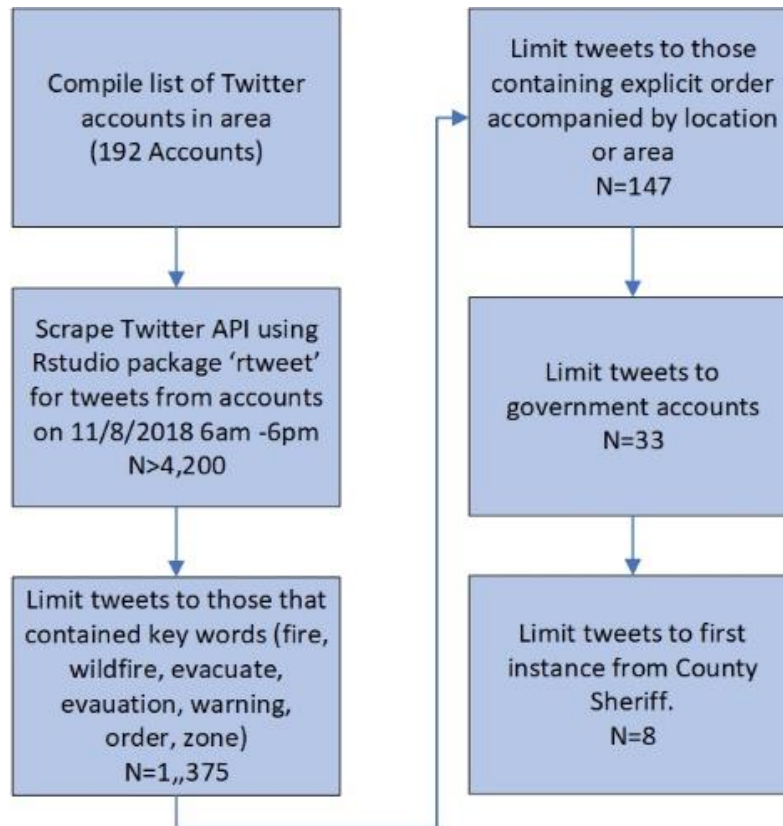 Compile list of Twitter
accounts in area
(192 Accounts)
Scrape Twitter API using
Rstudio package ‘rtweet’
for tweets from accounts
on 11/8/2018 6am -6pm
N>4,200
Limit tweets to those that
contained key words (fire,
wildfire, evacuate,
evauation, warning,
order, zone)
N=1,,375
Limit tweets to those
containing explicit order
accompanied by location
or area
N=147
Limit tweets to
government accounts
N=33
Limit tweets to first
instance from County
Sheriff.
N=8